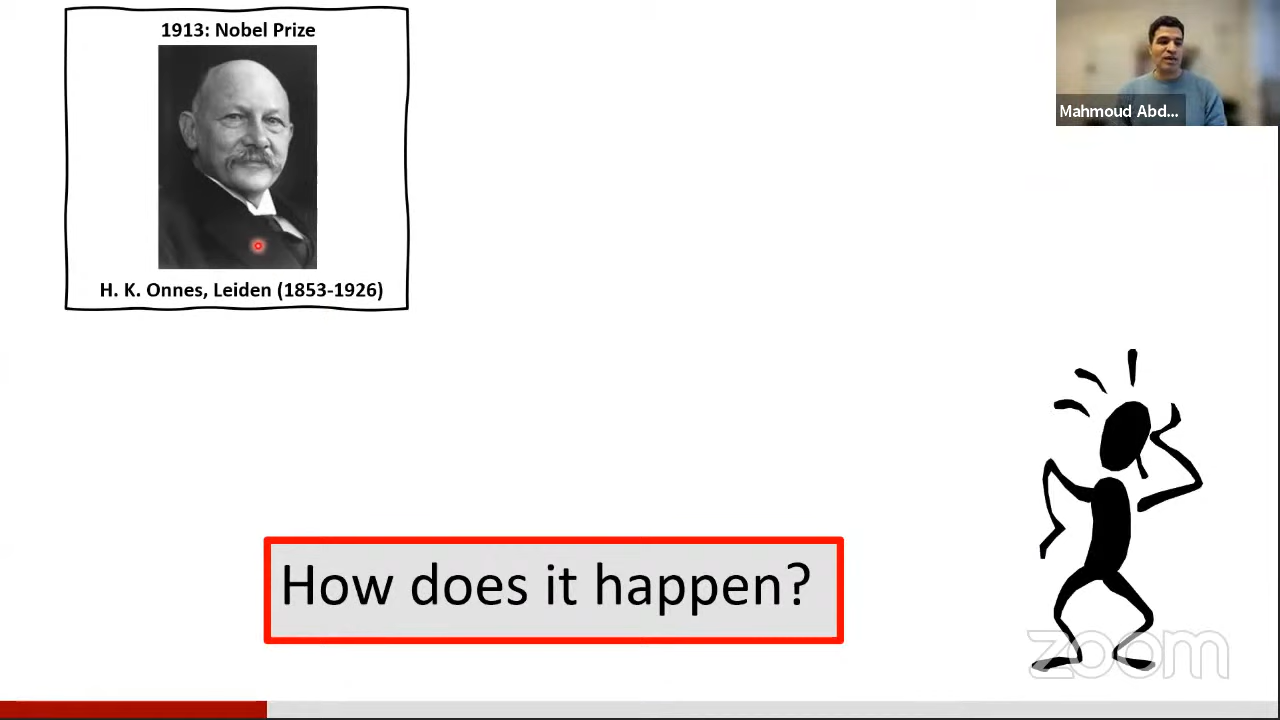 1913: Nobel Prize
H. K. Onnes, Leiden (1853-1926)
Mahmoud Abd...
How does it happen?
zoom